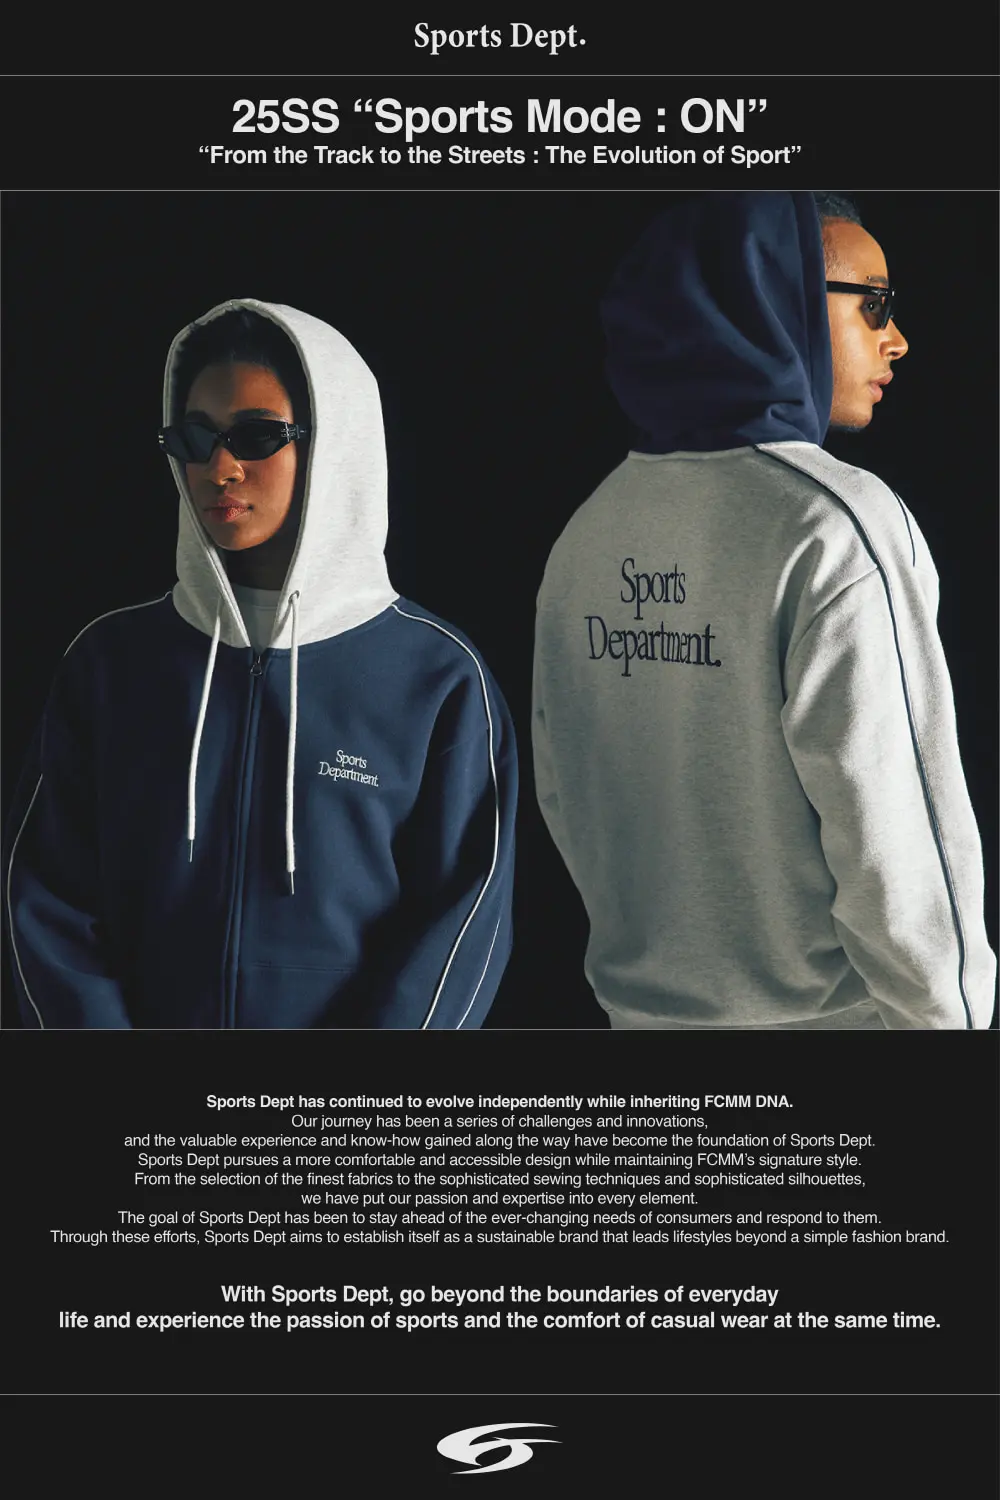 Sports Dept.
25SS “Sports Mode : ON”
“From the Track to the Streets : The Evolution of Sport”
Sports
Department.
Sports
Department.
Sports Dept has continued to evolve independently while inheriting FCMM DNA.
Our journey has been a series of challenges and innovations,
and the valuable experience and know-how gained along the way have become the foundation of Sports Dept.
Sports Dept pursues a more comfortable and accessible design while maintaining FCMM’s signature style.
From the selection of the finest fabrics to the sophisticated sewing techniques and sophisticated silhouettes,
we have put our passion and expertise into every element.
The goal of Sports Dept has been to stay ahead of the ever-changing needs of consumers and respond to them.
Through these efforts, Sports Dept aims to establish itself as a sustainable brand that leads lifestyles beyond a simple fashion brand.
With Sports Dept, go beyond the boundaries of everyday
life and experience the passion of sports and the comfort of casual wear at the same time.